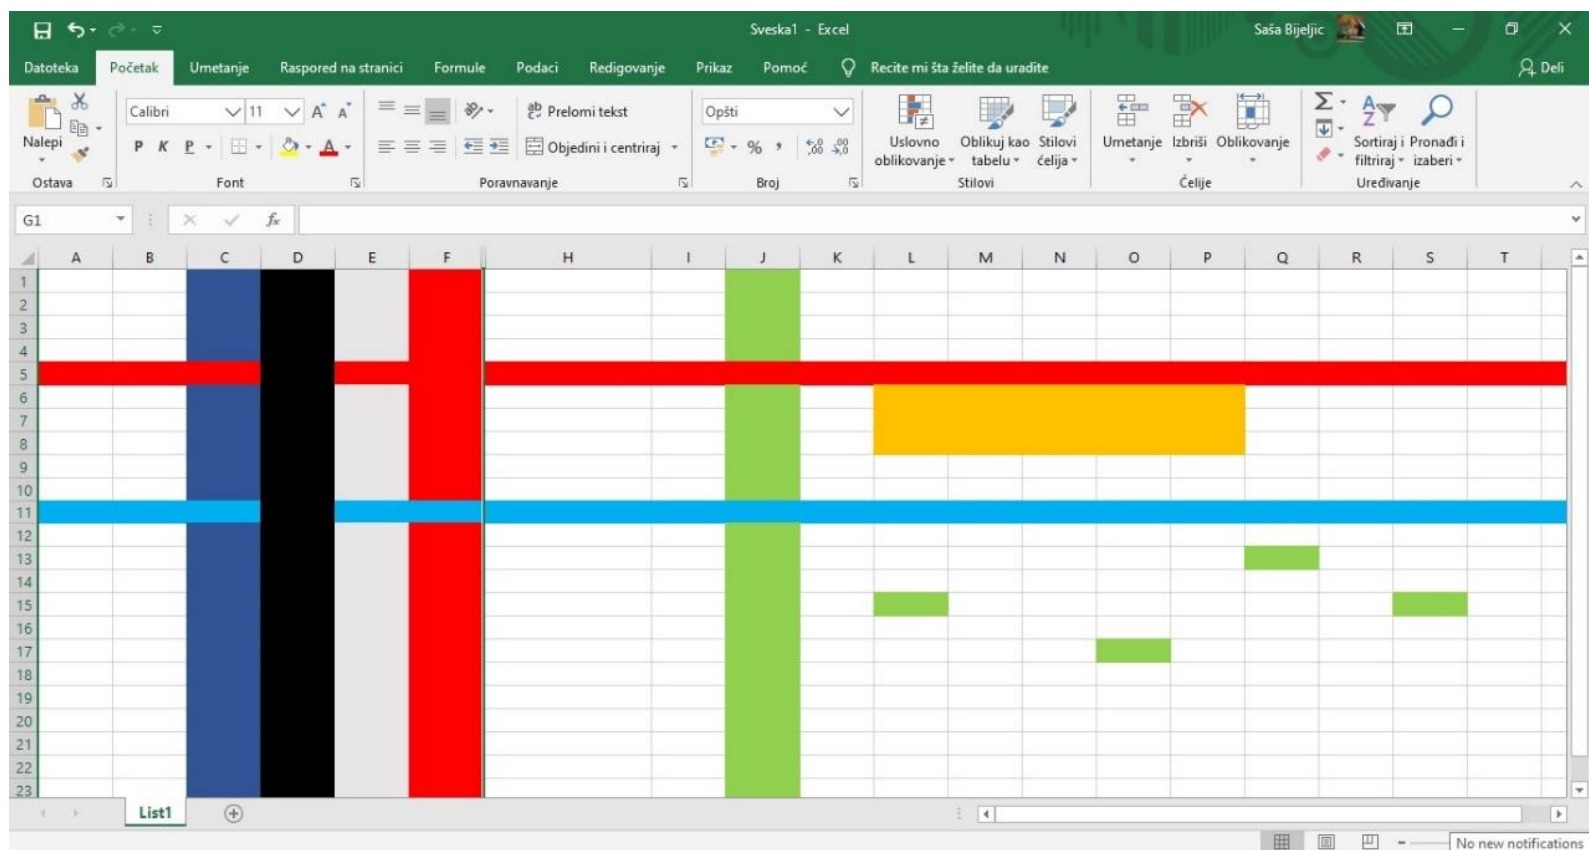 Sveska1 - Excel
Saša Bijeljic
Datoteka Početak Umetanje Raspored na stranici Formule Podaci Redigovanje Prikaz Pomoć Recite mi šta želite da uradite Deli
Calibri 11 A A ab Prelomi tekst Opšti
Nalepi P K P A Objedini i centriraj % , ,00 ,0 ,00
Uslovno oblikovanje
Oblikuj kao tabelu
Stilovi ćelija
Umetanje Izbriši Oblikovanje
Σ
A
Z
Sortiraj i filtriraj
Pronađi i izaberi
Ostava Font Poravnavanje Broj Stilovi Ćelije Uređivanje
G1 fx
A B C D E F H I J K L M N O P Q R S T
1
2
3
4
5
6
7
8
9
10
11
12
13
14
15
16
17
18
19
20
21
22
23
List1
No new notifications